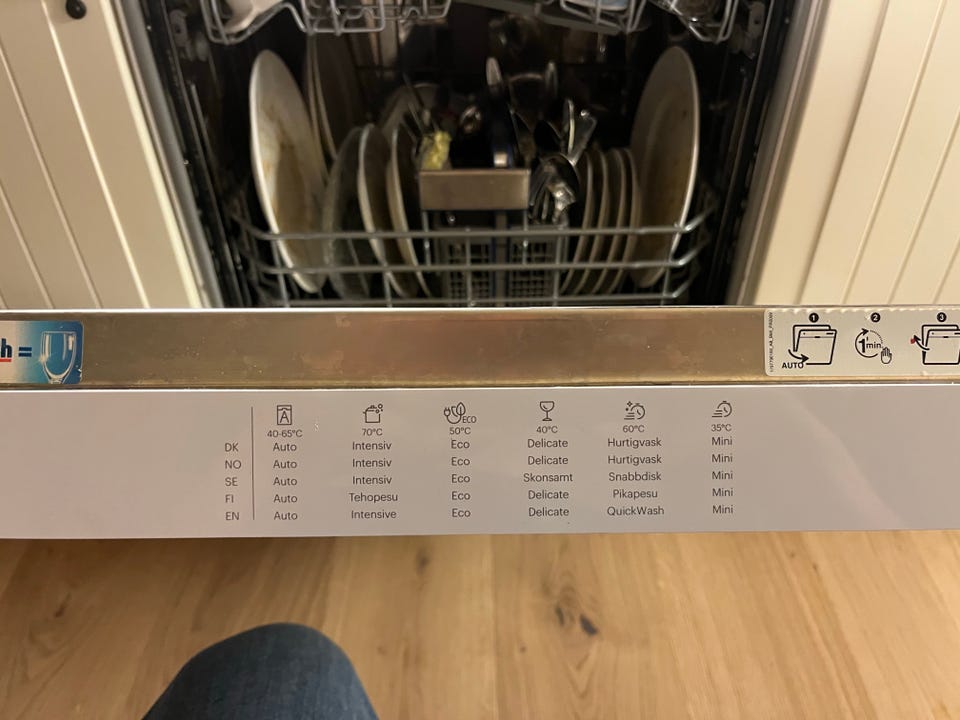 h =
1 2 3
AUTO 1min.
40-65°C 70°C ECO 50°C 40°C 60°C 35°C
DK Auto Intensiv Eco Delicate Hurtigvask Mini
NO Auto Intensiv Eco Delicate Hurtigvask Mini
SE Auto Intensiv Eco Skonsamt Snabbdisk Mini
FI Auto Tehopesu Eco Delicate Pikapesu Mini
EN Auto Intensive Eco Delicate QuickWash Mini